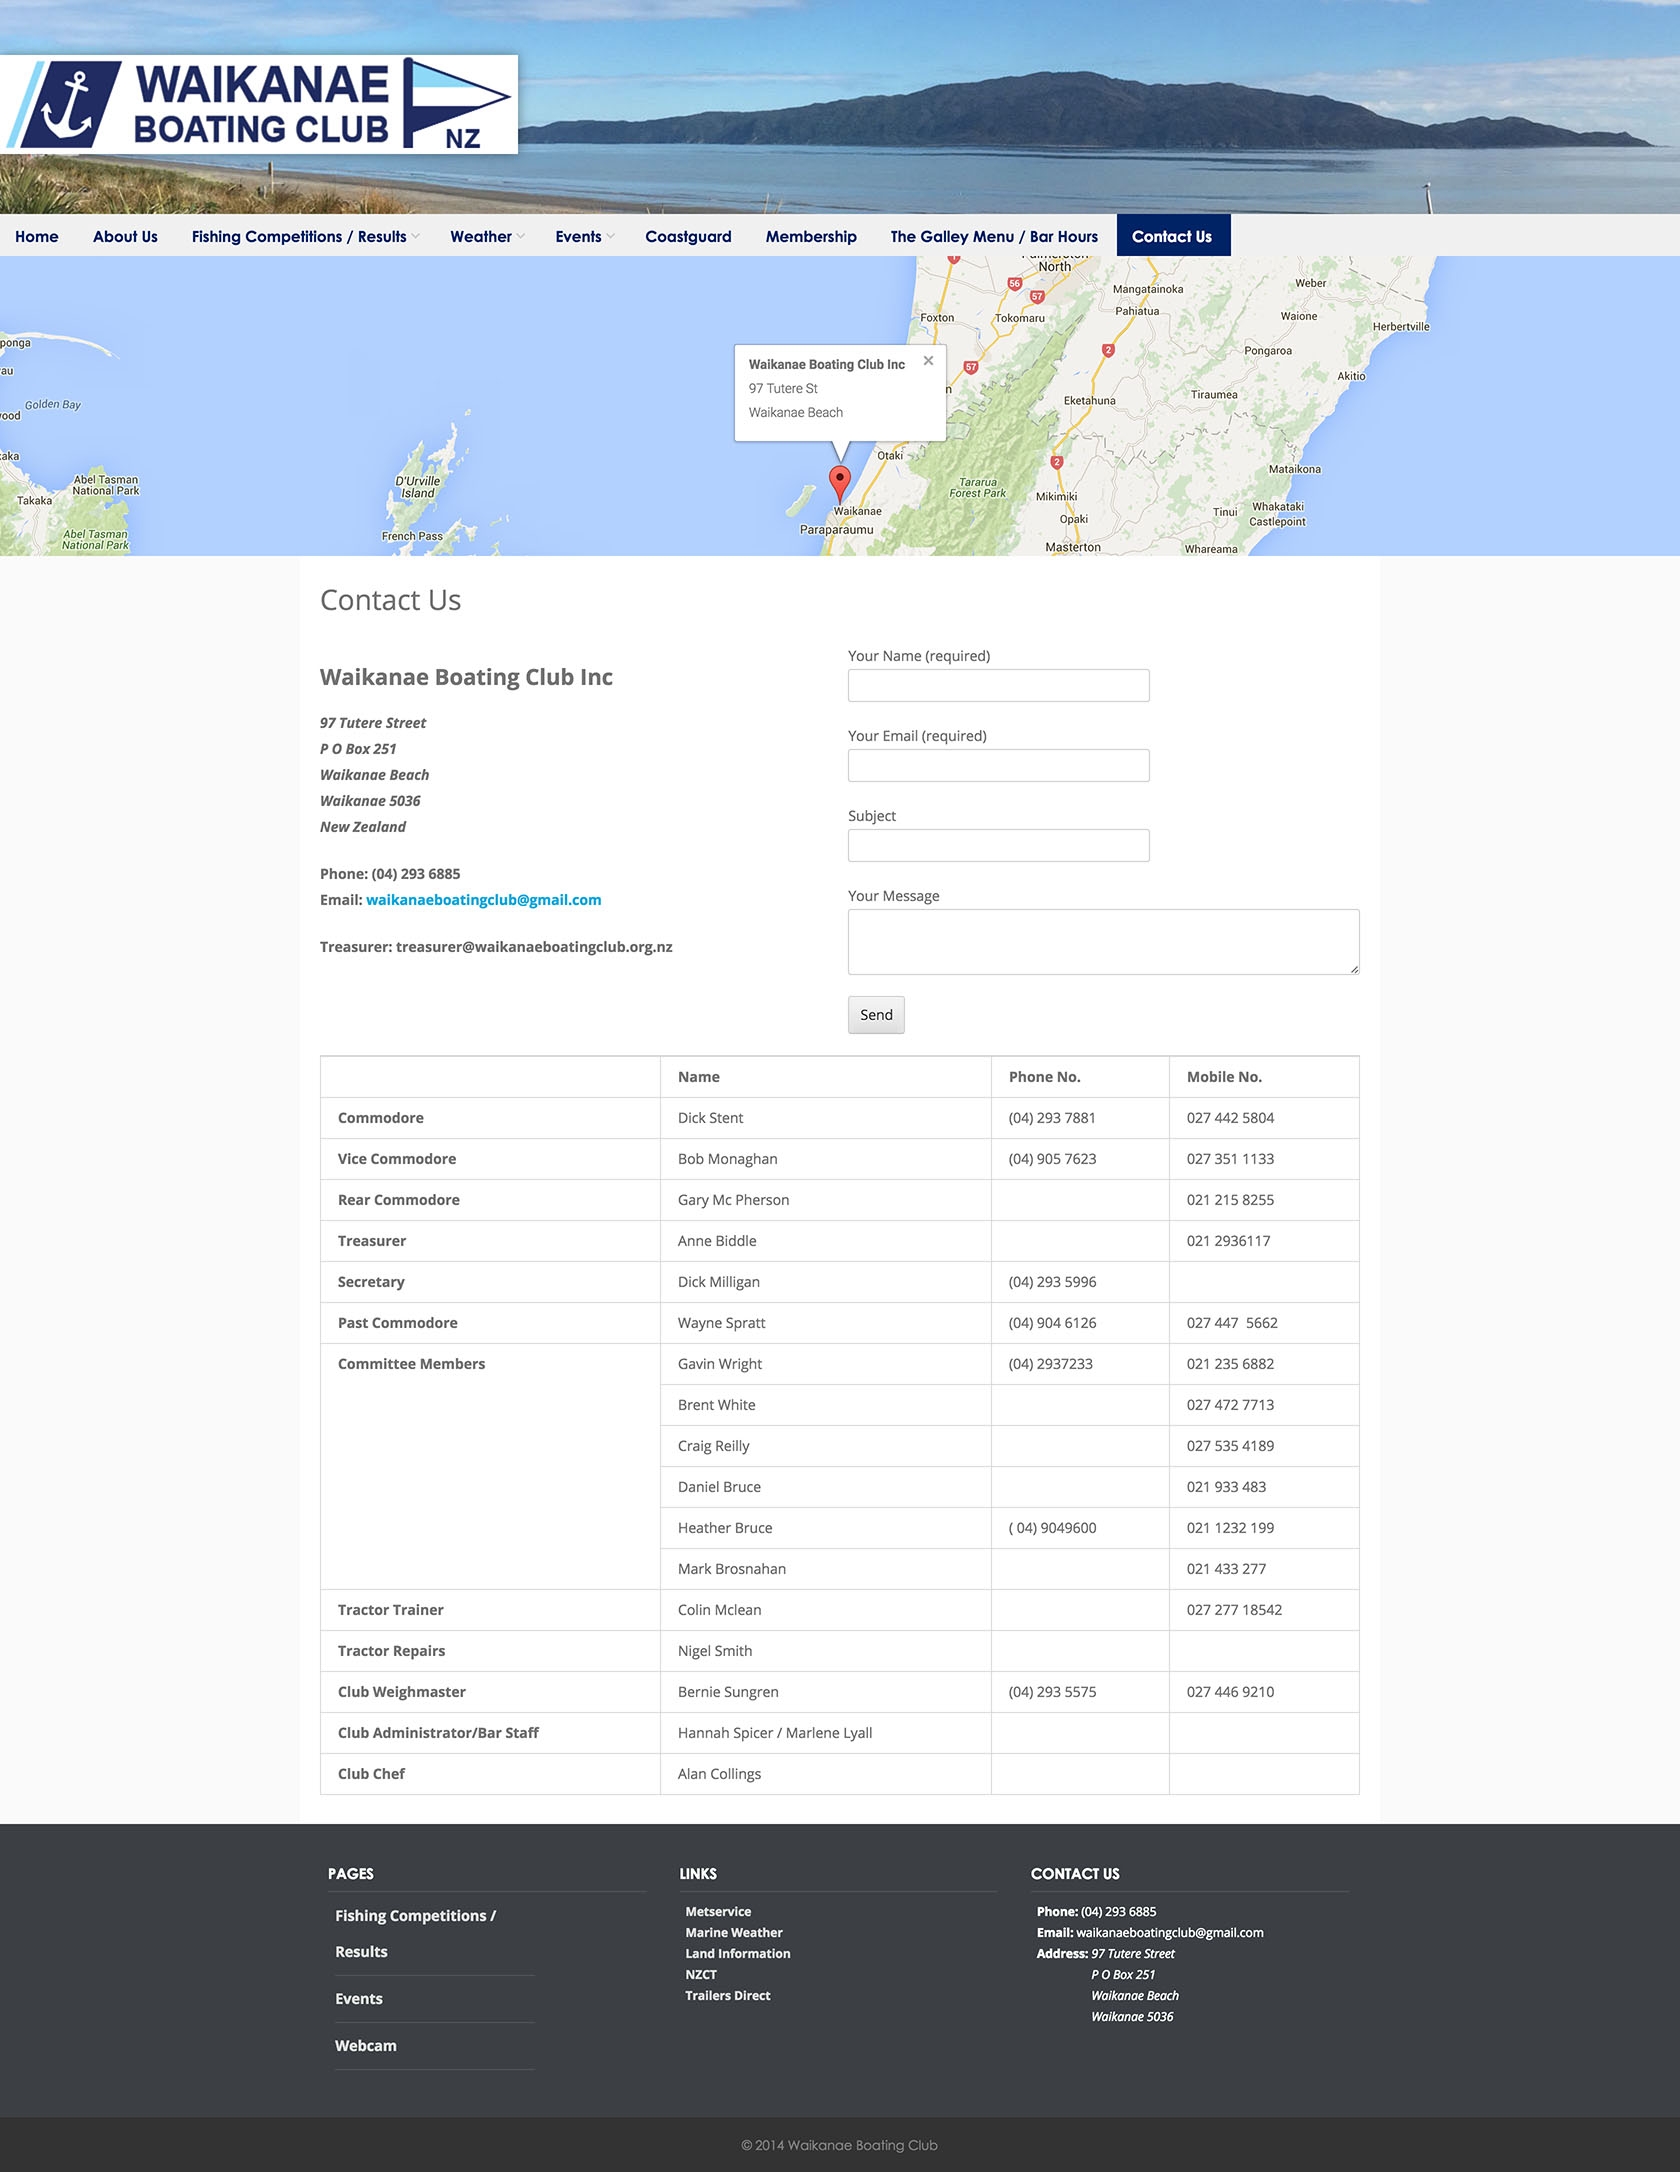 WAIKANAE
BOATING CLUB
NZ
Home About Us Fishing Competitions / Results Weather Events Coastguard Membership The Galley Menu / Bar Hours Contact Us
North
56
57
Mangatainoka
Weber
Foxton
Tokomaru
Pahiatua
Waione
Herbertville
ponga
au
Golden Bay
ood
Waikanae Boating Club Inc
97 Tutere St
Waikanae Beach
57
2
Pongaroa
Akitio
Eketahuna
Tiraumea
aka
Abel Tasman
National Park
Takaka
Abel Tasman
National Park
D'Urville
Island
French Pass
Otaki
2
Tararua
Forest Park
Mataikona
Mikimiki
Waikanae
Paraparaumu
Opaki
Tinui
Whakataki
Castlepoint
Masterton
Whareama
Contact Us
Waikanae Boating Club Inc
97 Tutere Street
P O Box 251
Waikanae Beach
Waikanae 5036
New Zealand
Phone: (04) 293 6885
Email: waikanaeboatingclub@gmail.com
Treasurer: treasurer@waikanaeboatingclub.org.nz
Your Name (required)
Your Email (required)
Subject
Your Message
Send
Name Phone No. Mobile No.
Commodore Dick Stent (04) 293 7881 027 442 5804
Vice Commodore Bob Monaghan (04) 905 7623 027 351 1133
Rear Commodore Gary Mc Pherson 021 215 8255
Treasurer Anne Biddle 021 2936117
Secretary Dick Milligan (04) 293 5996
Past Commodore Wayne Spratt (04) 904 6126 027 447  5662
Committee Members Gavin Wright (04) 2937233 021 235 6882
Brent White 027 472 7713
Craig Reilly 027 535 4189
Daniel Bruce 021 933 483
Heather Bruce ( 04) 9049600 021 1232 199
Mark Brosnahan 021 433 277
Tractor Trainer Colin Mclean 027 277 18542
Tractor Repairs Nigel Smith
Club Weighmaster Bernie Sungren (04) 293 5575 027 446 9210
Club Administrator/Bar Staff Hannah Spicer / Marlene Lyall
Club Chef Alan Collings
PAGES
Fishing Competitions /
Results
Events
Webcam
LINKS
Metservice
Marine Weather
Land Information
NZCT
Trailers Direct
CONTACT US
Phone: (04) 293 6885
Email: waikanaeboatingclub@gmail.com
Address: 97 Tutere Street
P O Box 251
Waikanae Beach
Waikanae 5036
© 2014 Waikanae Boating Club